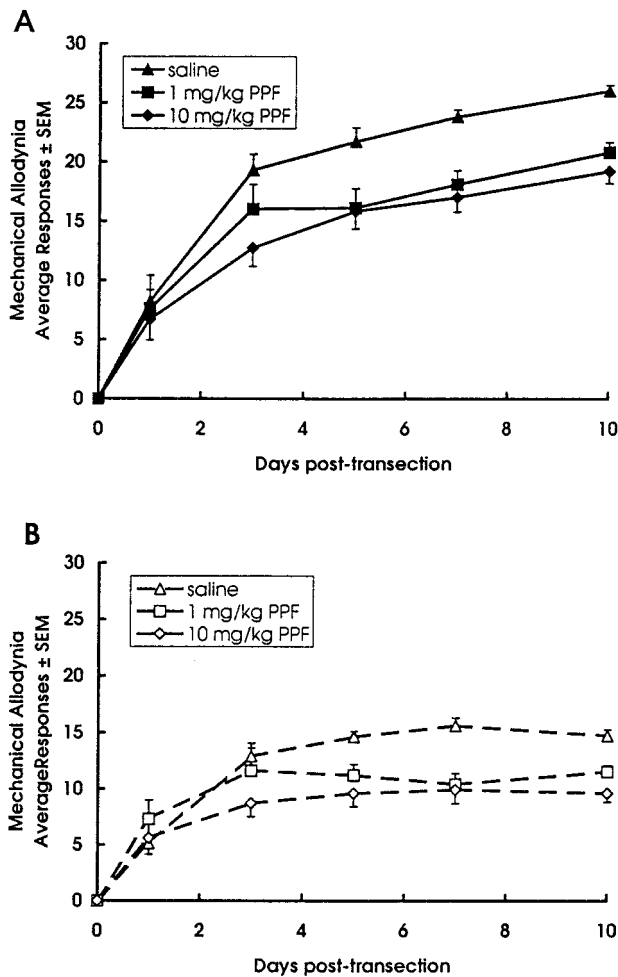 A
30
25
20
15
10
5
0
Mechanical Allodynia
Average Responses ± SEM
saline
1 mg/kg PPF
10 mg/kg PPF
0 2 4 6 8 10
Days post-transection
B
30
25
20
15
10
5
0
Mechanical Allodynia
AverageResponses ± SEM
saline
1 mg/kg PPF
10 mg/kg PPF
0 2 4 6 8 10
Days post-transection